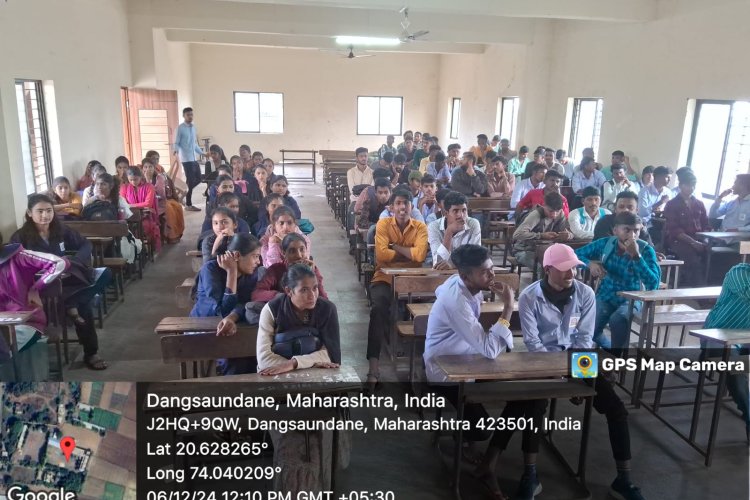 GPS Map Camera
Dangsaundane, Maharashtra, India
J2HQ+9QW, Dangsaundane, Maharashtra 423501, India
Lat 20.628265°
Long 74.040209°
06/12/24 12:10 PM GMT +05:30
Google